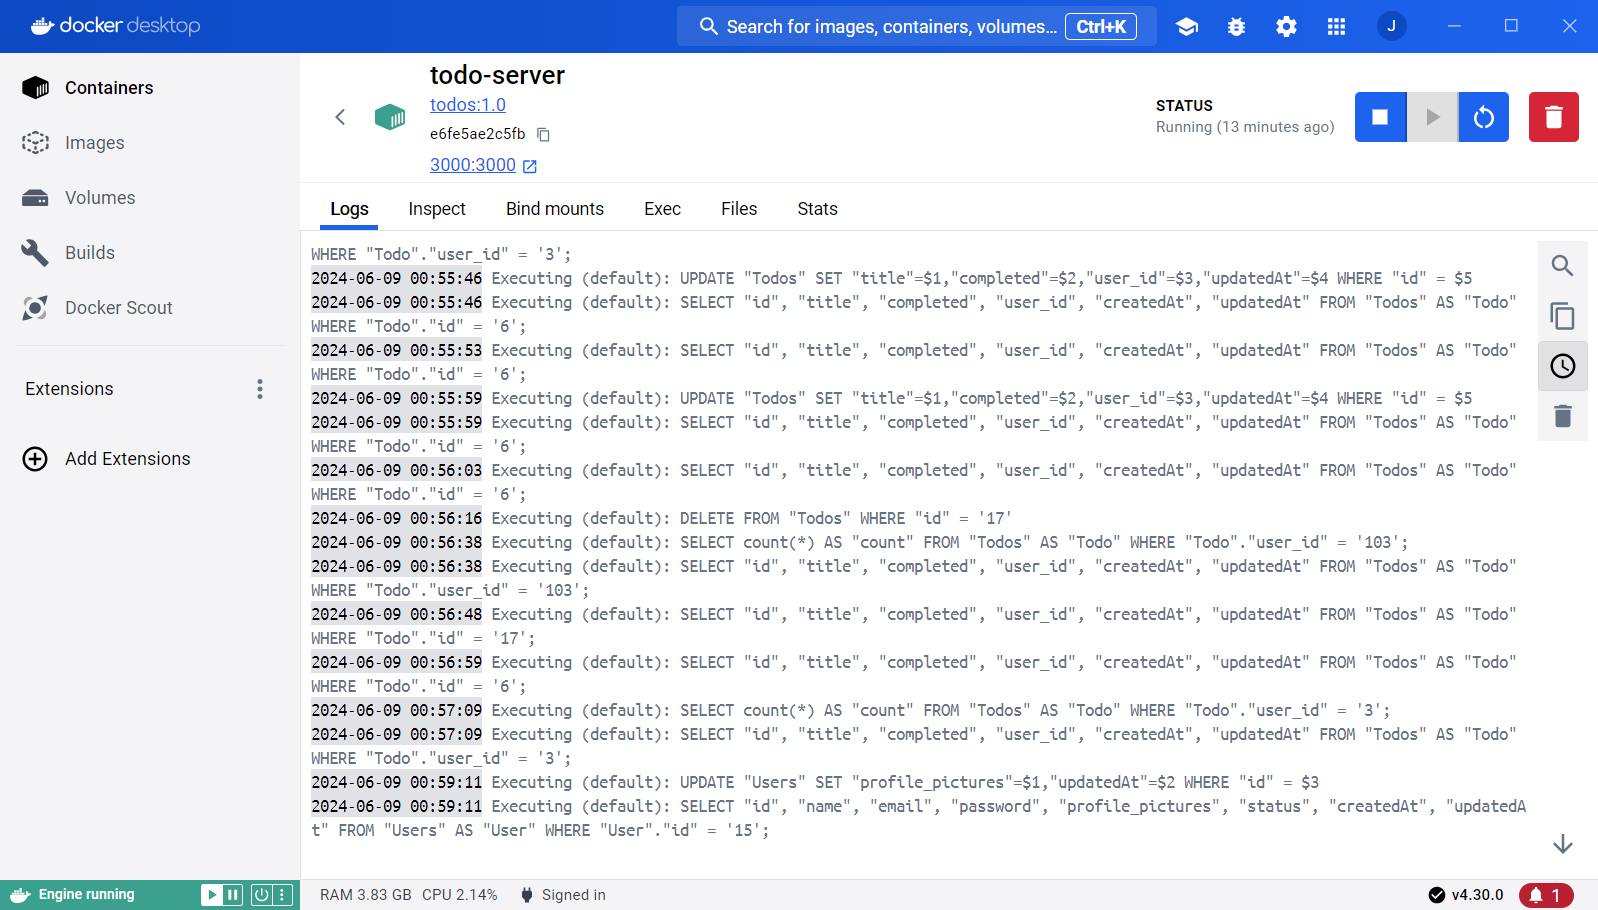 docker desktop
Search for images, containers, volumes... Ctrl+K
J
Containers
Images
Volumes
Builds
Docker Scout
Extensions
Add Extensions
todo-server
todos:1.0
e6fe5ae2c5fb
3000:3000
STATUS
Running (13 minutes ago)
Logs Inspect Bind mounts Exec Files Stats
WHERE "Todo"."user_id" = '3';
2024-06-09 00:55:46 Executing (default): UPDATE "Todos" SET "title"=$1,"completed"=$2,"user_id"=$3,"updatedAt"=$4 WHERE "id" = $5
2024-06-09 00:55:46 Executing (default): SELECT "id", "title", "completed", "user_id", "createdAt", "updatedAt" FROM "Todos" AS "Todo"
WHERE "Todo"."id" = '6';
2024-06-09 00:55:53 Executing (default): SELECT "id", "title", "completed", "user_id", "createdAt", "updatedAt" FROM "Todos" AS "Todo"
WHERE "Todo"."id" = '6';
2024-06-09 00:55:59 Executing (default): UPDATE "Todos" SET "title"=$1,"completed"=$2,"user_id"=$3,"updatedAt"=$4 WHERE "id" = $5
2024-06-09 00:55:59 Executing (default): SELECT "id", "title", "completed", "user_id", "createdAt", "updatedAt" FROM "Todos" AS "Todo"
WHERE "Todo"."id" = '6';
2024-06-09 00:56:03 Executing (default): SELECT "id", "title", "completed", "user_id", "createdAt", "updatedAt" FROM "Todos" AS "Todo"
WHERE "Todo"."id" = '6';
2024-06-09 00:56:16 Executing (default): DELETE FROM "Todos" WHERE "id" = '17'
2024-06-09 00:56:38 Executing (default): SELECT count(*) AS "count" FROM "Todos" AS "Todo" WHERE "Todo"."user_id" = '103';
2024-06-09 00:56:38 Executing (default): SELECT "id", "title", "completed", "user_id", "createdAt", "updatedAt" FROM "Todos" AS "Todo"
WHERE "Todo"."user_id" = '103';
2024-06-09 00:56:48 Executing (default): SELECT "id", "title", "completed", "user_id", "createdAt", "updatedAt" FROM "Todos" AS "Todo"
WHERE "Todo"."id" = '17';
2024-06-09 00:56:59 Executing (default): SELECT "id", "title", "completed", "user_id", "createdAt", "updatedAt" FROM "Todos" AS "Todo"
WHERE "Todo"."id" = '6';
2024-06-09 00:57:09 Executing (default): SELECT count(*) AS "count" FROM "Todos" AS "Todo" WHERE "Todo"."user_id" = '3';
2024-06-09 00:57:09 Executing (default): SELECT "id", "title", "completed", "user_id", "createdAt", "updatedAt" FROM "Todos" AS "Todo"
WHERE "Todo"."user_id" = '3';
2024-06-09 00:59:11 Executing (default): UPDATE "Users" SET "profile_pictures"=$1,"updatedAt"=$2 WHERE "id" = $3
2024-06-09 00:59:11 Executing (default): SELECT "id", "name", "email", "password", "profile_pictures", "status", "createdAt", "updatedA
t" FROM "Users" AS "User" WHERE "User"."id" = '15';
Engine running
RAM 3.83 GB CPU 2.14% Signed in
v4.30.0
1